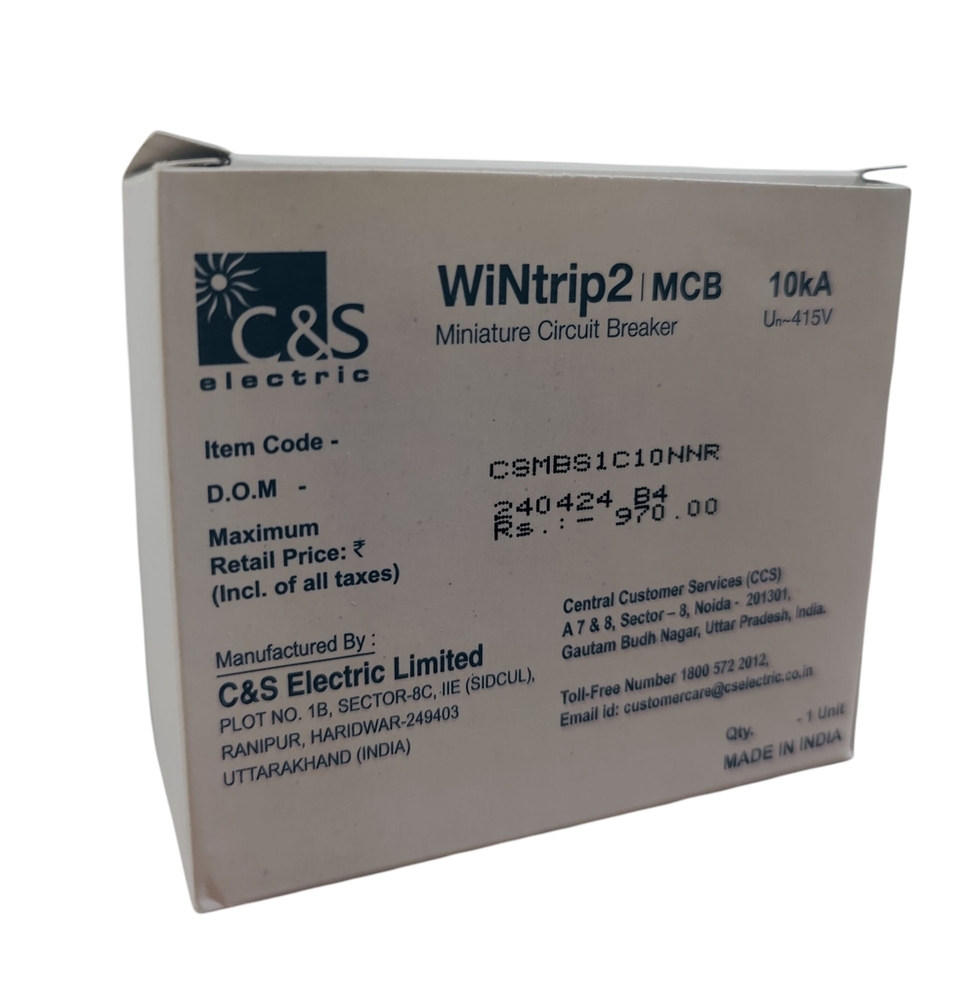 C&S
electric
WiNtrip2 | MCB 10kA
Miniature Circuit Breaker Un~415V
Item Code - CSMBS1C10NNR
D.O.M - 240424 B4
Maximum
Retail Price: ₹ Rs.:- 970.00
(Incl. of all taxes)
Manufactured By :
C&S Electric Limited
PLOT NO. 1B, SECTOR-8C, IIE (SIDCUL),
RANIPUR, HARIDWAR-249403
UTTARAKHAND (INDIA)
Central Customer Services (CCS)
A 7 & 8, Sector – 8, Noida - 201301,
Gautam Budh Nagar, Uttar Pradesh, India.
Toll-Free Number 1800 572 2012,
Email id: customercare@cselectric.co.in
Qty. - 1 Unit
MADE IN INDIA